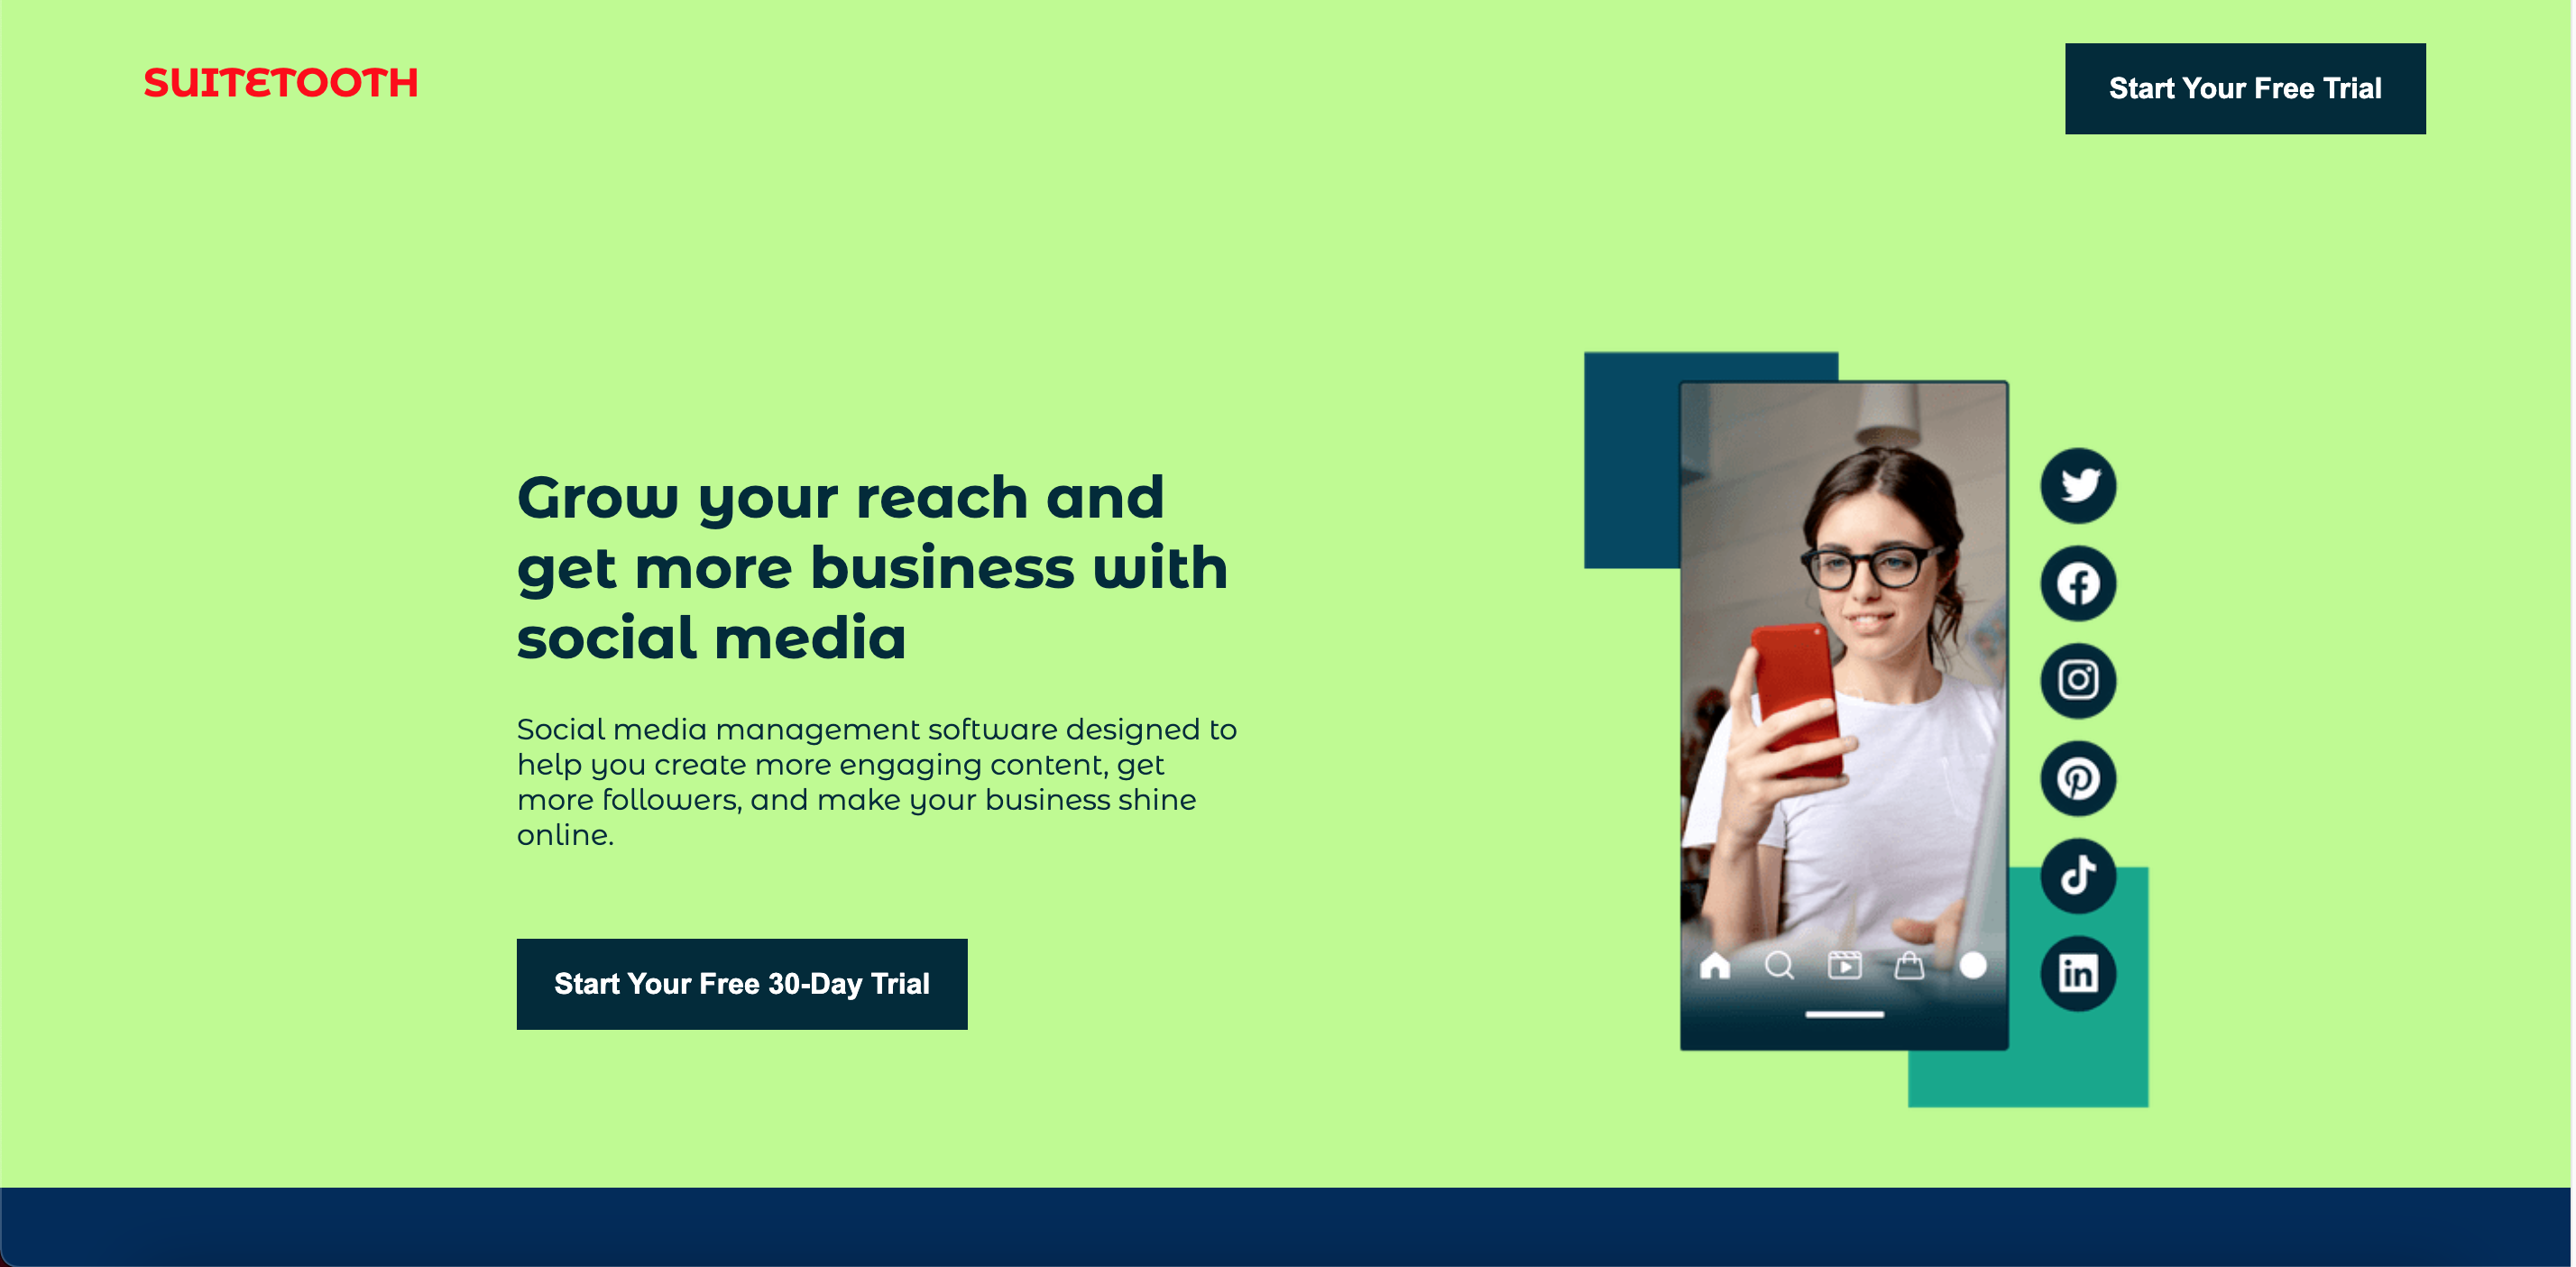 SUITETOOTH
Start Your Free Trial
Grow your reach and
get more business with
social media
Social media management software designed to
help you create more engaging content, get
more followers, and make your business shine
online.
Start Your Free 30-Day Trial
in